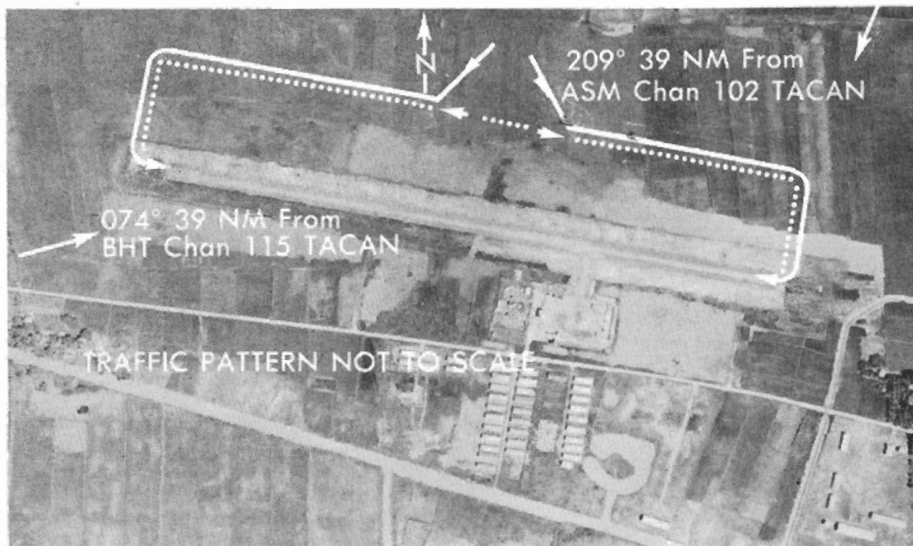 N
209° 39 NM From
ASM Chan 102 TACAN
074° 39 NM From
BHT Chan 115 TACAN
TRAFFIC PATTERN NOT TO SCALE